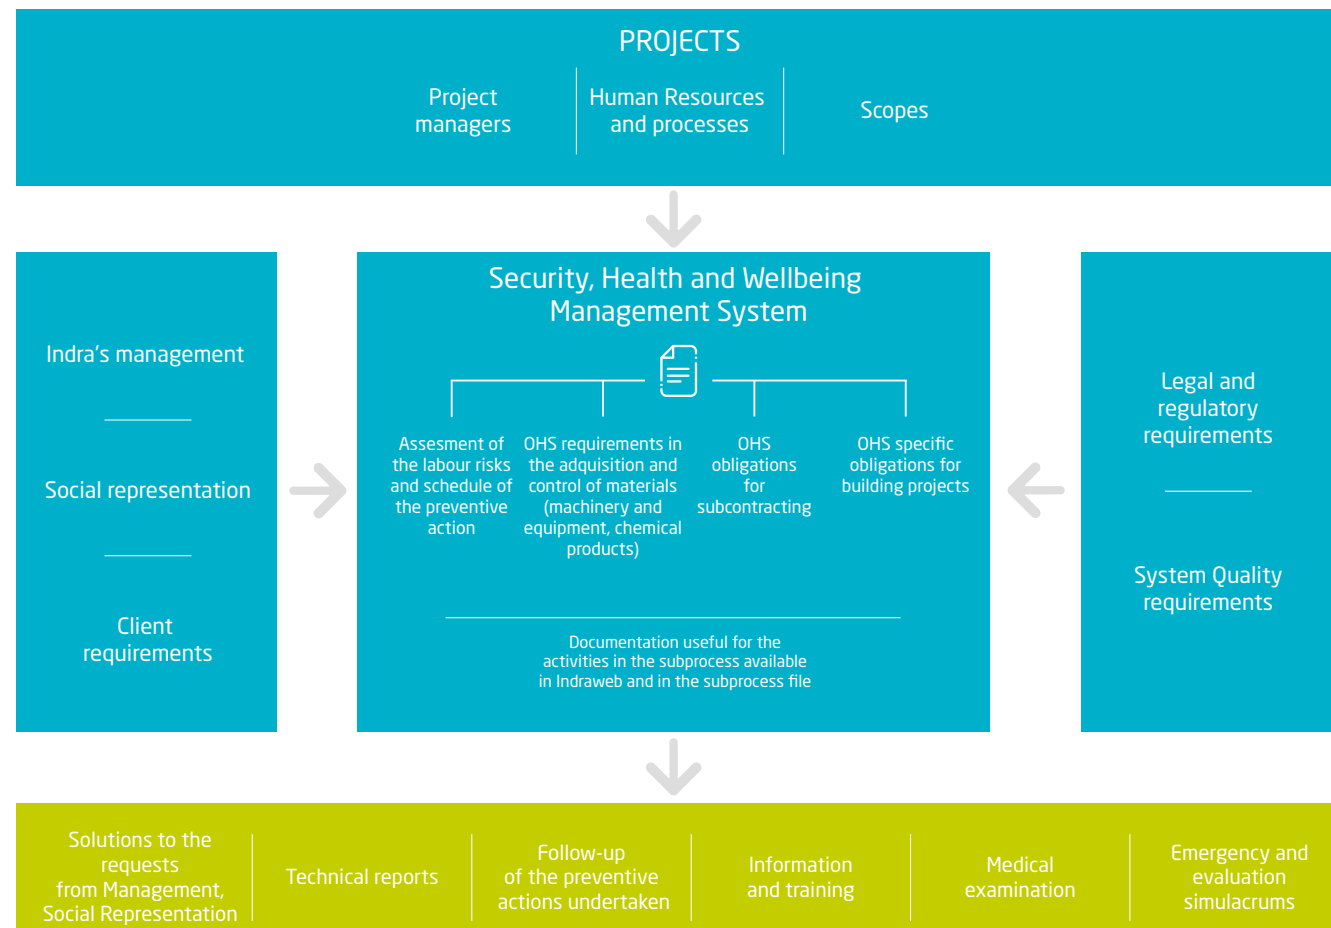 PROJECTS
Project
managers
Human Resources
and processes
Scopes
Indra's management
Social representation
Client
requirements
Security, Health and Wellbeing
Management System
Assesment of
the labour risks
and schedule of
the preventive
action
OHS requirements in
the adquisition and
control of materials
(machinery and
equipment, chemical
products)
OHS
obligations
for
subcontracting
OHS specific
obligations for
building projects
Documentation useful for the
activities in the subprocess available
in Indraweb and in the subprocess file
Legal and
regulatory
requirements
System Quality
requirements
Solutions to the
requests
from Management,
Social Representation
Technical reports
Follow-up
of the preventive
actions undertaken
Information
and training
Medical
examination
Emergency and
evaluation
simulacrums